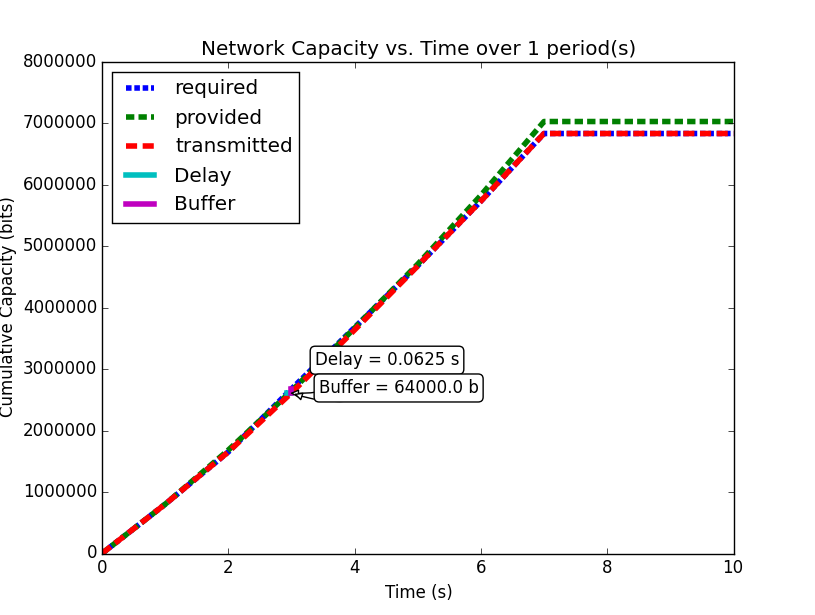 Network Capacity vs. Time over 1 period(s)
8000000
7000000
6000000
5000000
4000000
3000000
2000000
1000000
0
Cumulative Capacity (bits)
required
provided
transmitted
Delay
Buffer
Delay = 0.0625 s
Buffer = 64000.0 b
0 2 4 6 8 10
Time (s)